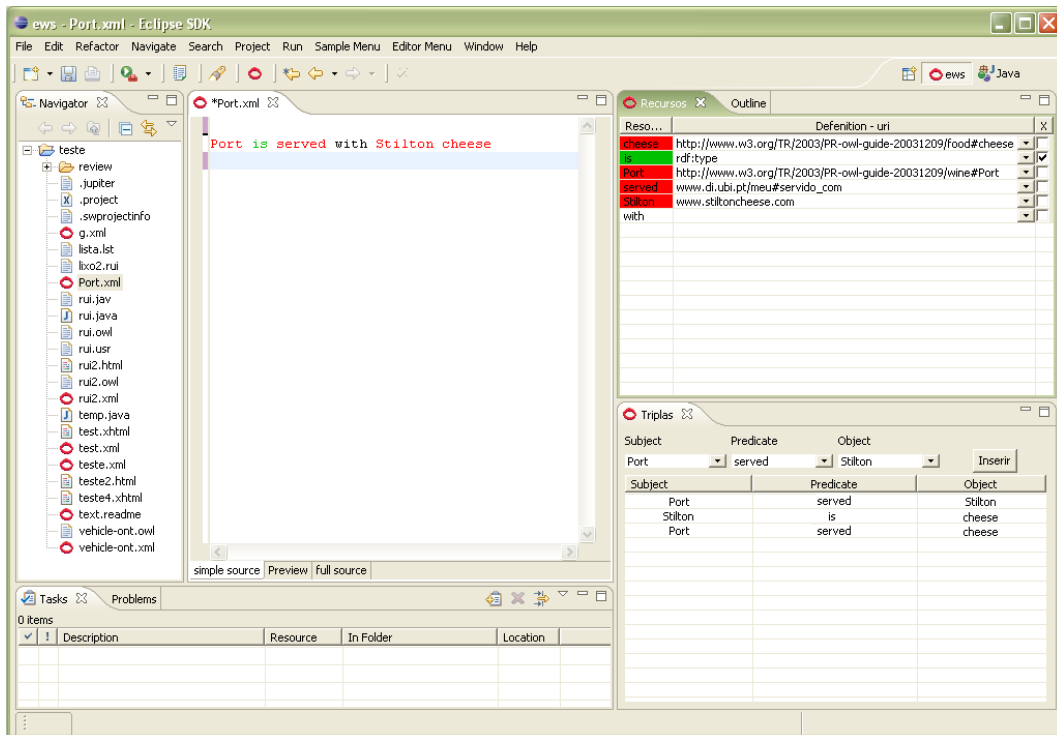 ews - Port.xml - Eclipse SDK
File Edit Refactor Navigate Search Project Run Sample Menu Editor Menu Window Help
ews Java
Navigator
teste
review
.jupiter
.project
.swprojectinfo
g.xml
lista.lst
lixo2.rui
Port.xml
rui.jav
rui.java
rui.owl
rui.usr
rui2.html
rui2.owl
rui2.xml
temp.java
test.xhtml
test.xml
teste.xml
teste2.html
teste4.xhtml
text.readme
vehicle-ont.owl
vehicle-ont.xml
*Port.xml
Port is served with Stilton cheese
simple source Preview full source
Recursos Outline
Reso... Defenition - uri X
cheese http://www.w3.org/TR/2003/PR-owl-guide-20031209/food#cheese
is rdf:type
Port http://www.w3.org/TR/2003/PR-owl-guide-20031209/wine#Port
served www.di.ubi.pt/meu#servido_com
Stilton www.stiltoncheese.com
with
Triplas
Subject Predicate Object
Port served Stilton Inserir
Subject Predicate Object
Port served Stilton
Stilton is cheese
Port served cheese
Tasks Problems
0 items
! Description Resource In Folder Location